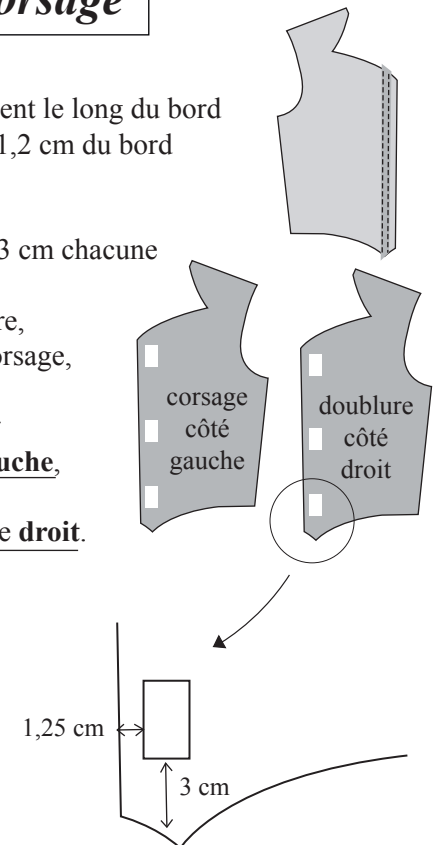 orsage
ent le long du bord
1,2 cm du bord
3 cm chacune
re,
orsage,
uche,
e droit.
corsage
côté
gauche
doublure
côté
droit
1,25 cm
3 cm